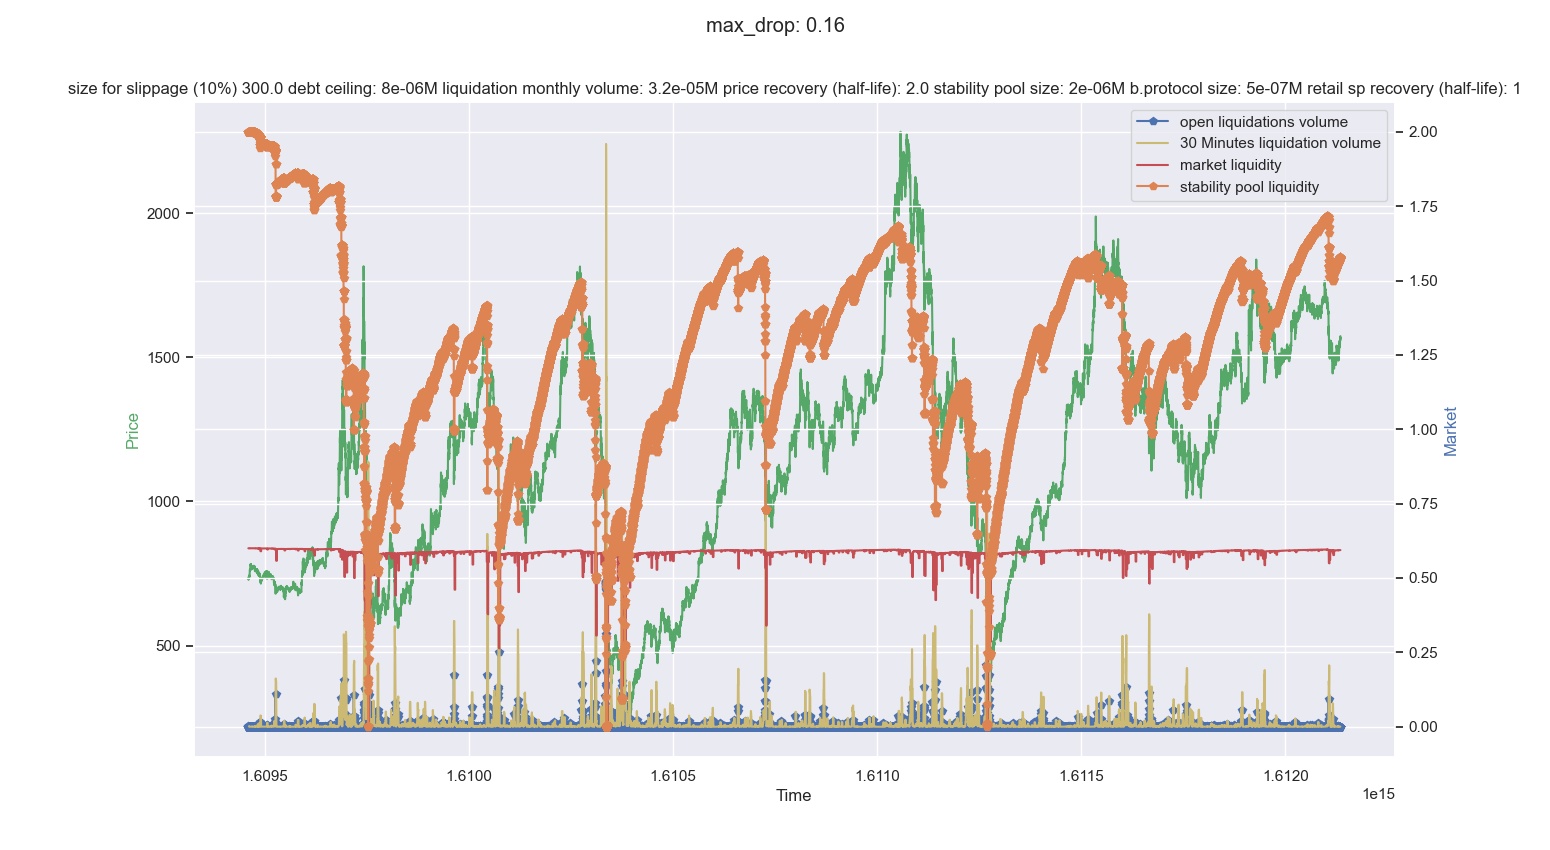 max_drop: 0.16
size for slippage (10%) 300.0 debt ceiling: 8e-06M liquidation monthly volume: 3.2e-05M price recovery (half-life): 2.0 stability pool size: 2e-06M b.protocol size: 5e-07M retail sp recovery (half-life): 1
open liquidations volume
30 Minutes liquidation volume
market liquidity
stability pool liquidity
2000
1500
1000
500
Price
2.00
1.75
1.50
1.25
1.00
0.75
0.50
0.25
0.00
Market
1.6095 1.6100 1.6105 1.6110 1.6115 1.6120
Time
1e15